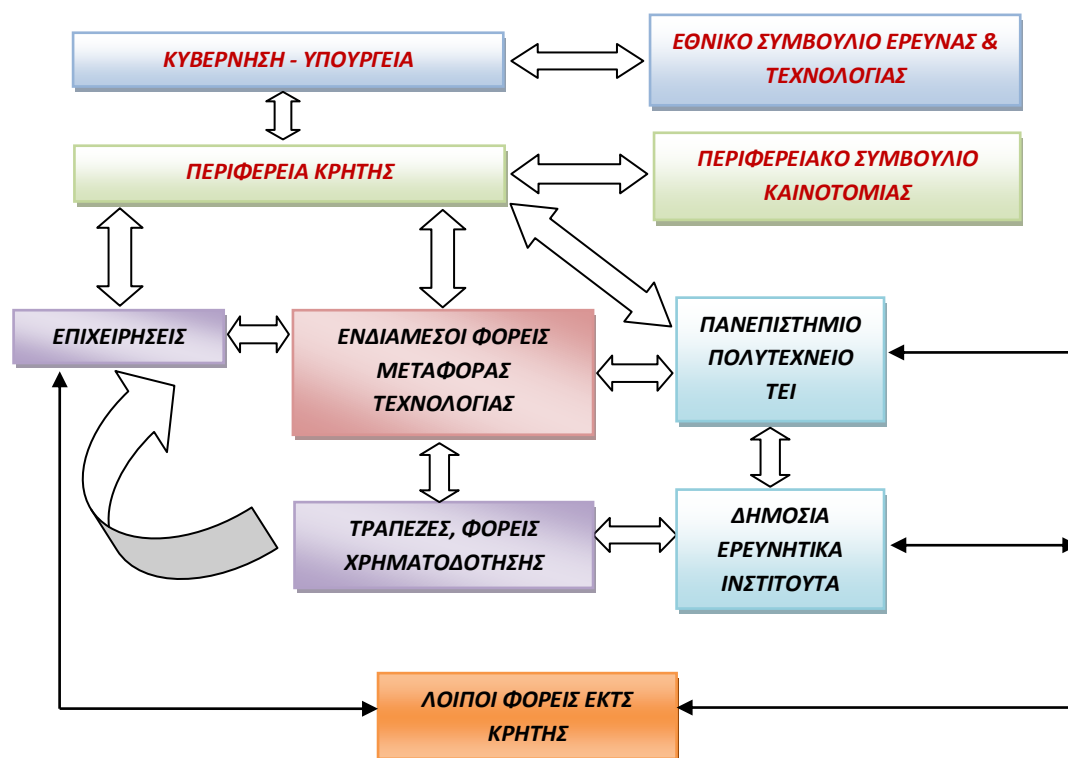 ΚΥΒΕΡΝΗΣΗ - ΥΠΟΥΡΓΕΙΑ
ΕΘΝΙΚΟ ΣΥΜΒΟΥΛΙΟ ΕΡΕΥΝΑΣ &
ΤΕΧΝΟΛΟΓΙΑΣ
ΠΕΡΙΦΕΡΕΙΑ ΚΡΗΤΗΣ
ΠΕΡΙΦΕΡΕΙΑΚΟ ΣΥΜΒΟΥΛΙΟ
ΚΑΙΝΟΤΟΜΙΑΣ
ΕΠΙΧΕΙΡΗΣΕΙΣ
ΕΝΔΙΑΜΕΣΟΙ ΦΟΡΕΙΣ
ΜΕΤΑΦΟΡΑΣ
ΤΕΧΝΟΛΟΓΙΑΣ
ΠΑΝΕΠΙΣΤΗΜΙΟ
ΠΟΛΥΤΕΧΝΕΙΟ
ΤΕΙ
ΤΡΑΠΕΖΕΣ, ΦΟΡΕΙΣ
ΧΡΗΜΑΤΟΔΟΤΗΣΗΣ
ΔΗΜΟΣΙΑ
ΕΡΕΥΝΗΤΙΚΑ
ΙΝΣΤΙΤΟΥΤΑ
ΛΟΙΠΟΙ ΦΟΡΕΙΣ ΕΚΤΣ
ΚΡΗΤΗΣ